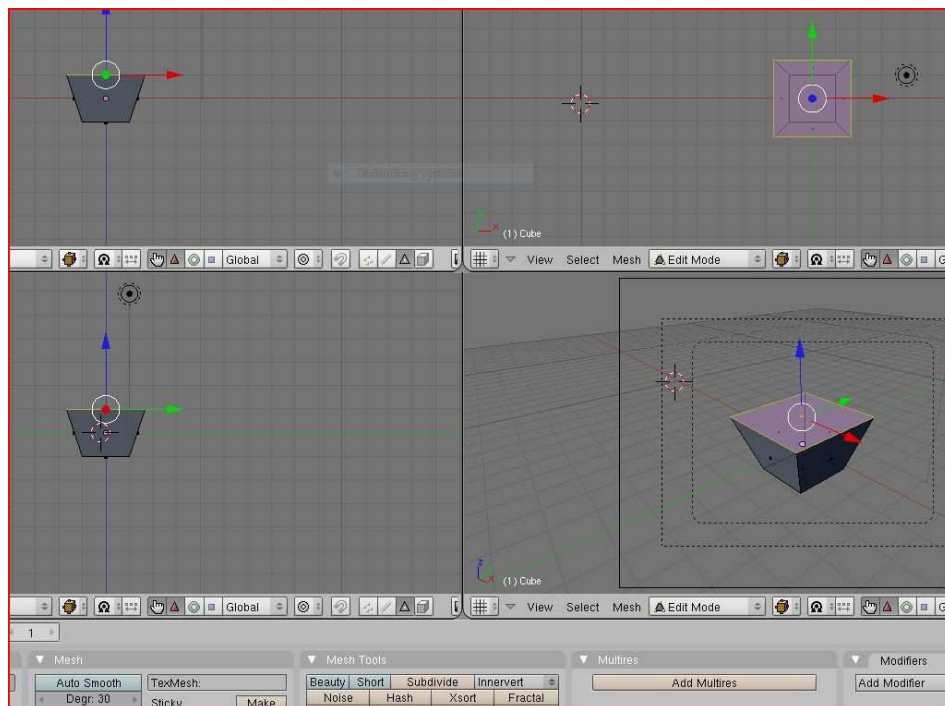 (1) Cube
Global
View Select Mesh Edit Mode G
z
x
(1) Cube
Global
View Select Mesh Edit Mode G
1
Mesh
Mesh Tools
Multires
Modifiers
Auto Smooth
TexMesh:
Beauty Short Subdivide Innervert
Add Multires
Add Modifier
Degr: 30
Sticky Make
Noise Hash Xsort Fractal